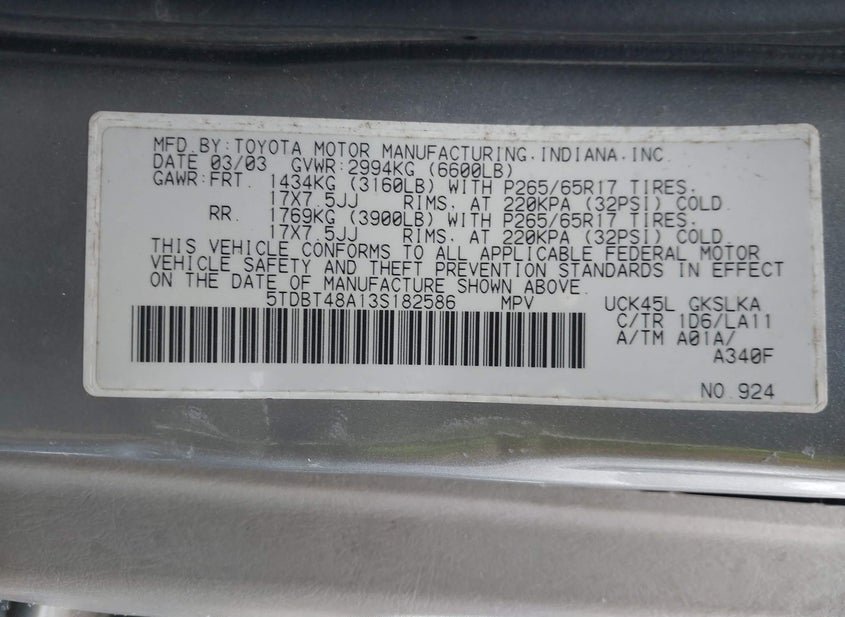 MFD. BY: TOYOTA MOTOR MANUFACTURING, INDIANA, INC.
DATE 03/03 GVWR: 2994KG (6600LB)
GAWR: FRT. 1434KG (3160LB) WITH P265/65R17 TIRES.
17X7.5JJ RIMS. AT 220KPA (32PSI) COLD
RR. 1769KG (3900LB) WITH P265/65R17 TIRES.
17X7.5JJ RIMS. AT 220KPA (32PSI) COLD
THIS VEHICLE CONFORMS TO ALL APPLICABLE FEDERAL MOTOR
VEHICLE SAFETY AND THEFT PREVENTION STANDARDS IN EFFECT
ON THE DATE OF MANUFACTURE SHOWN ABOVE.
5TDBT48A13S182586 MPV UCK45L GKSLKA
C/TR 1D6/LA11
A/TM A01A/
A340F
NO. 924